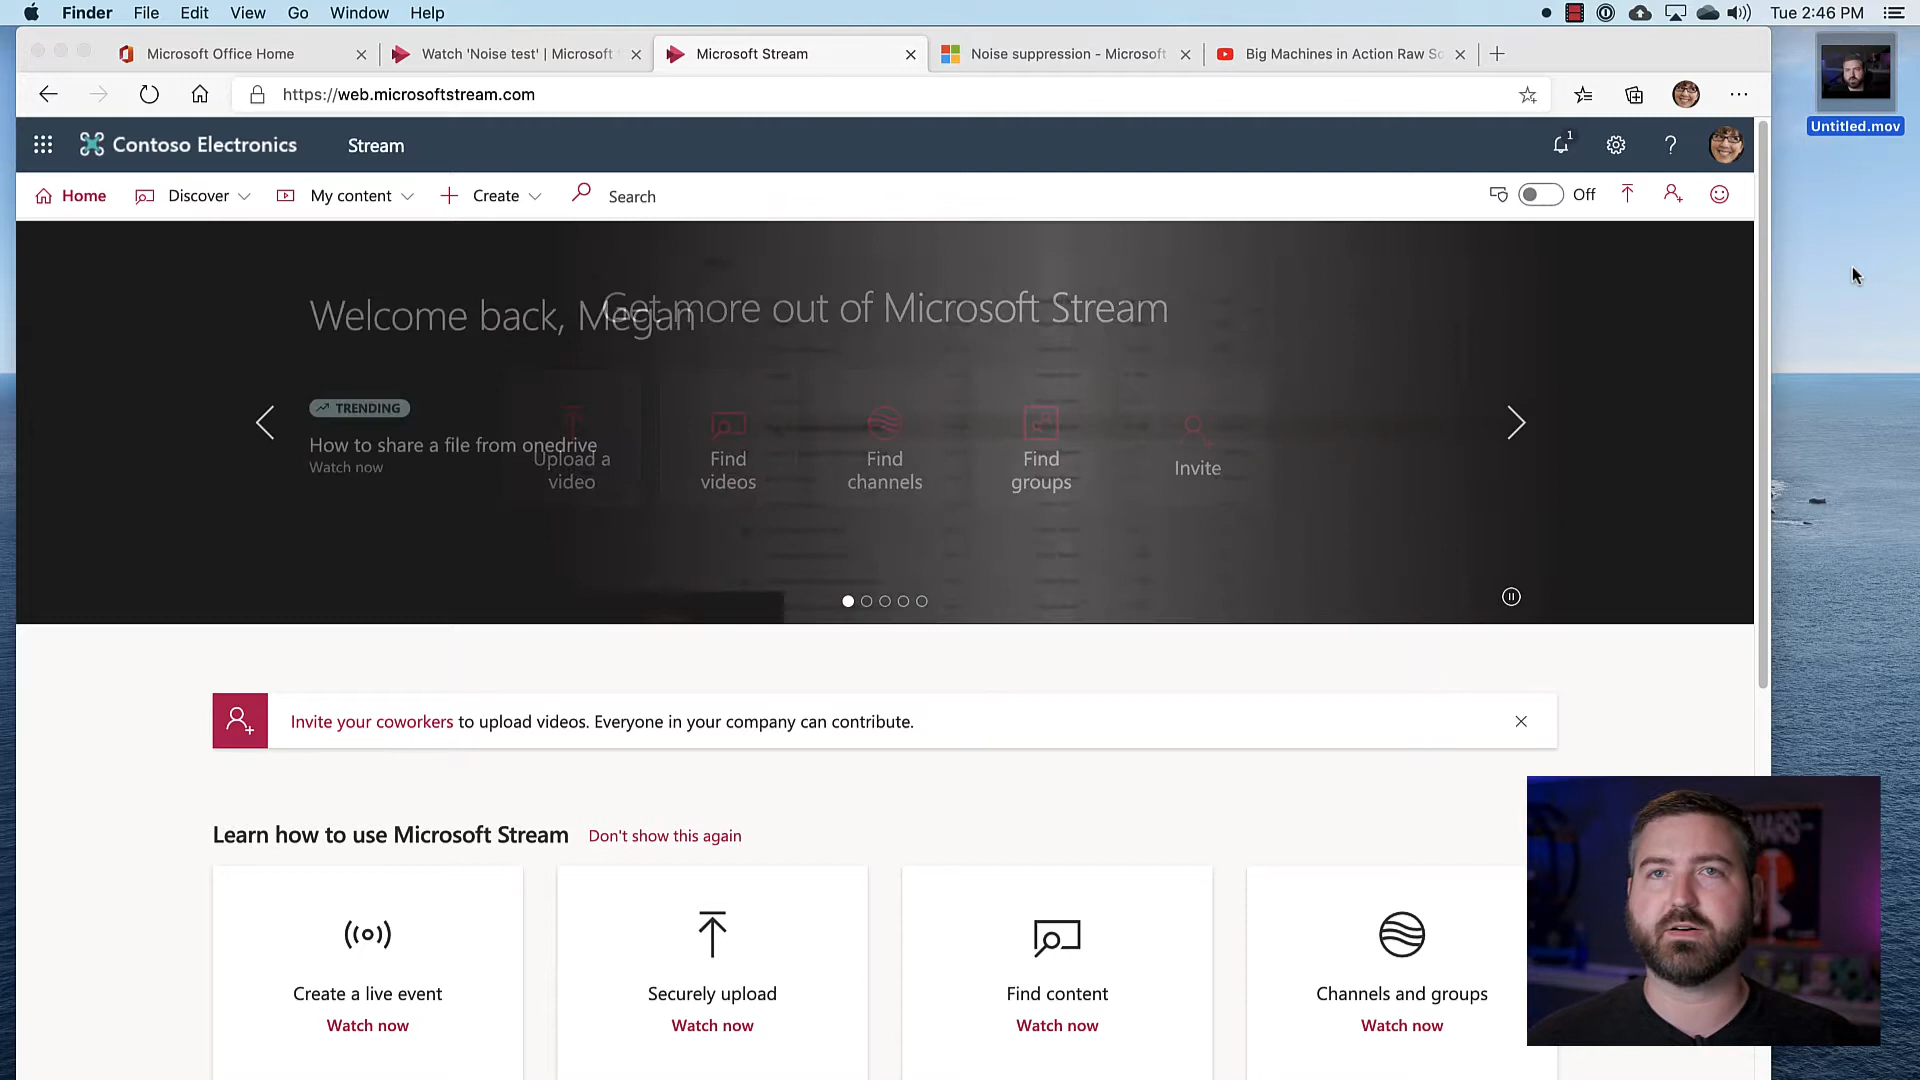 Finder File Edit View Go Window Help
Tue 2:46 PM
Microsoft Office Home
Watch 'Noise test' | Microsoft
Microsoft Stream
Noise suppression - Microsoft
Big Machines in Action Raw So
https://web.microsoftstream.com
Untitled.mov
Contoso Electronics
Stream
1
Home
Discover
My content
Create
Search
Off
Welcome back, Megan
Get more out of Microsoft Stream
TRENDING
How to share a file from onedrive
Watch now
Upload a
video
Find
videos
Find
channels
Find
groups
Invite
Invite your coworkers to upload videos. Everyone in your company can contribute.
Learn how to use Microsoft Stream
Don't show this again
Create a live event
Watch now
Securely upload
Watch now
Find content
Watch now
Channels and groups
Watch now
MARS